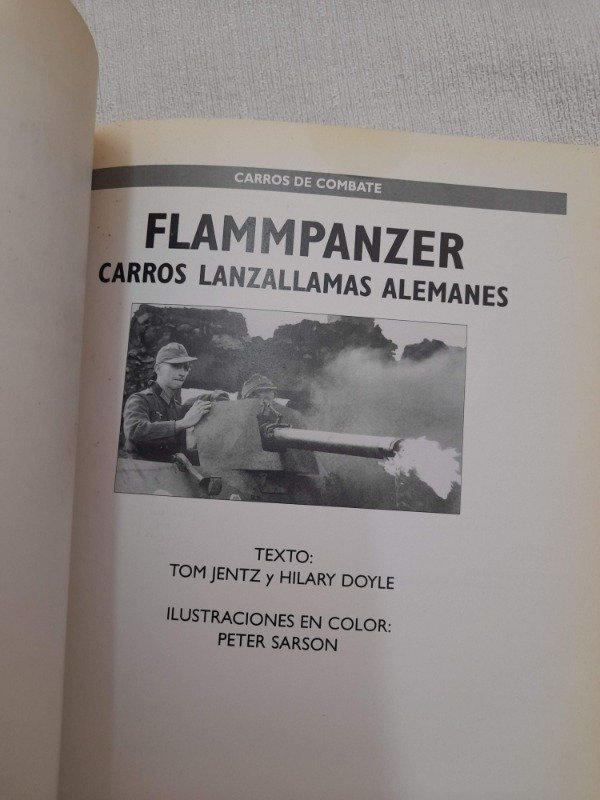 CARROS DE COMBATE
FLAMMPANZER
CARROS LANZALLAMAS ALEMANES
TEXTO:
TOM JENTZ y HILARY DOYLE
ILUSTRACIONES EN COLOR:
PETER SARSON